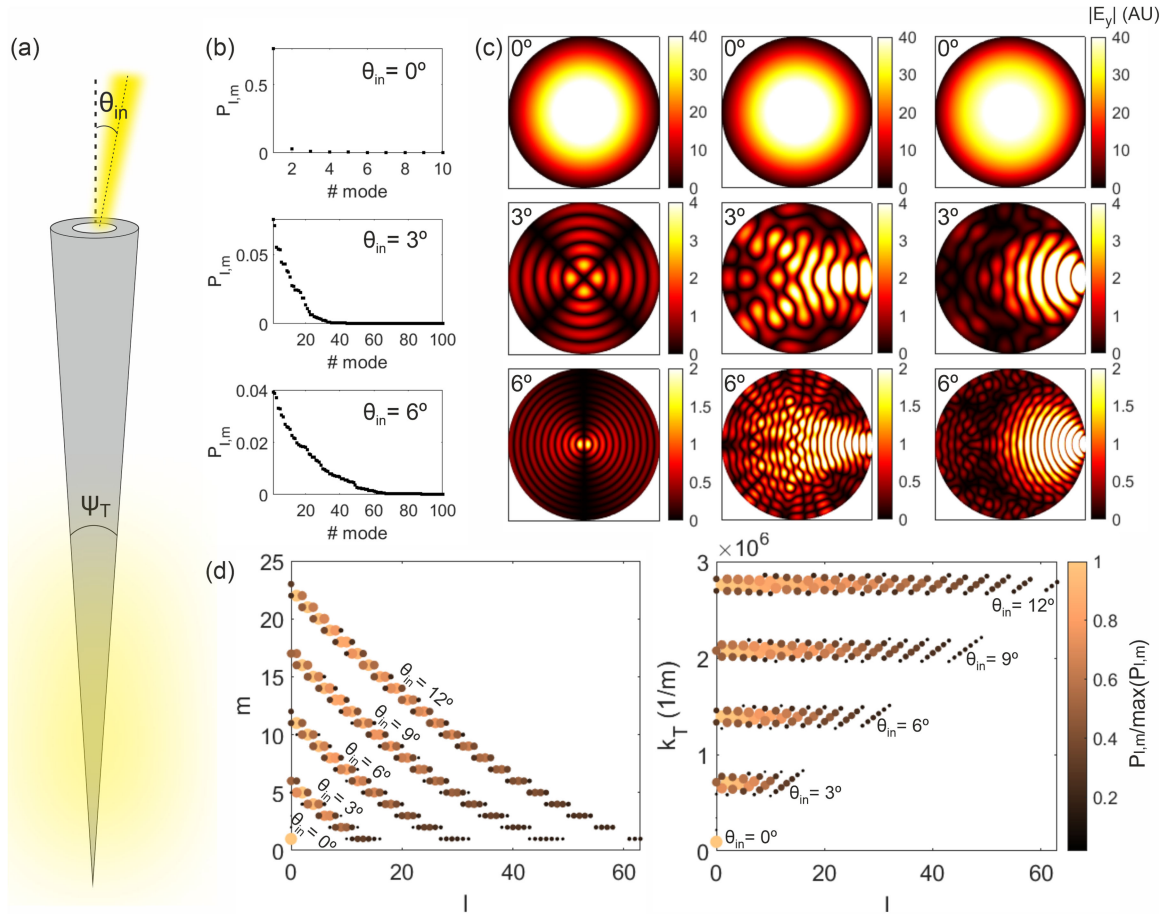 (a)
θin
ΨT
(b)
Pl,m
0.5
0
2 4 6 8 10
# mode
θin= 0º
Pl,m
0.05
0
20 40 60 80 100
# mode
θin= 3º
Pl,m
0.04
0.02
0
20 40 60 80 100
# mode
θin= 6º
(c)
|Ey| (AU)
0º
40
30
20
10
0
0º
40
30
20
10
0
0º
40
30
20
10
0
3º
4
3
2
1
0
3º
4
3
2
1
0
3º
4
3
2
1
0
6º
2
1.5
1
0.5
0
6º
2
1.5
1
0.5
0
6º
2
1.5
1
0.5
0
(d)
m
25
20
15
10
5
0
0 20 40 60
l
θin= 12º
θin= 9º
θin= 6º
θin= 3º
θin= 0º
×10⁶
kT (1/m)
3
2
1
0
0 20 40 60
l
θin= 12º
θin= 9º
θin= 6º
θin= 3º
θin= 0º
1
0.8
0.6
0.4
0.2
Pl,m/max(Pl,m)